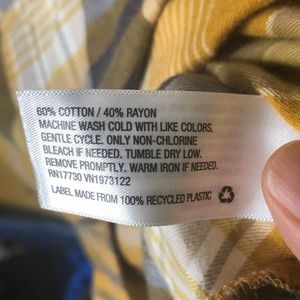 60% COTTON / 40% RAYON
MACHINE WASH COLD WITH LIKE COLORS.
GENTLE CYCLE. ONLY NON-CHLORINE
BLEACH IF NEEDED. TUMBLE DRY LOW.
REMOVE PROMPTLY. WARM IRON IF NEEDED.
RN17730 VN1973122
LABEL MADE FROM 100% RECYCLED PLASTIC